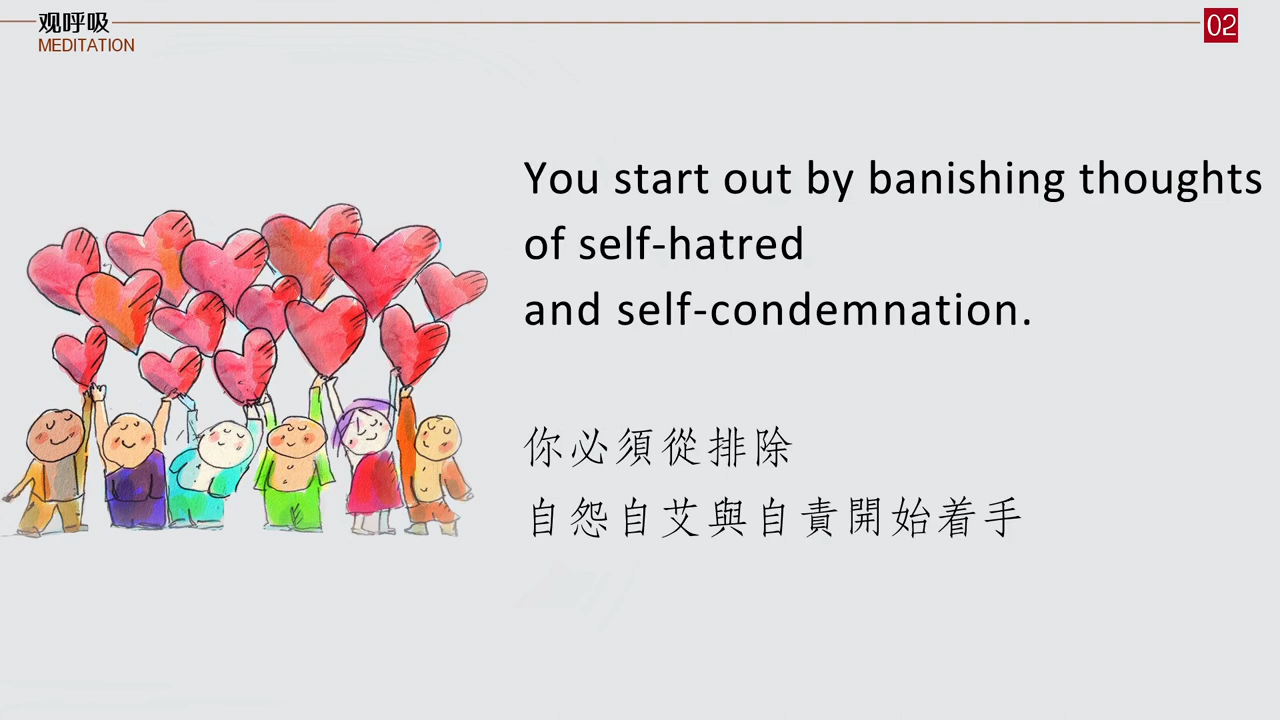 观呼吸
MEDITATION
02
You start out by banishing thoughts
of self-hatred
and self-condemnation.
你必須從排除
自怨自艾與自責開始着手